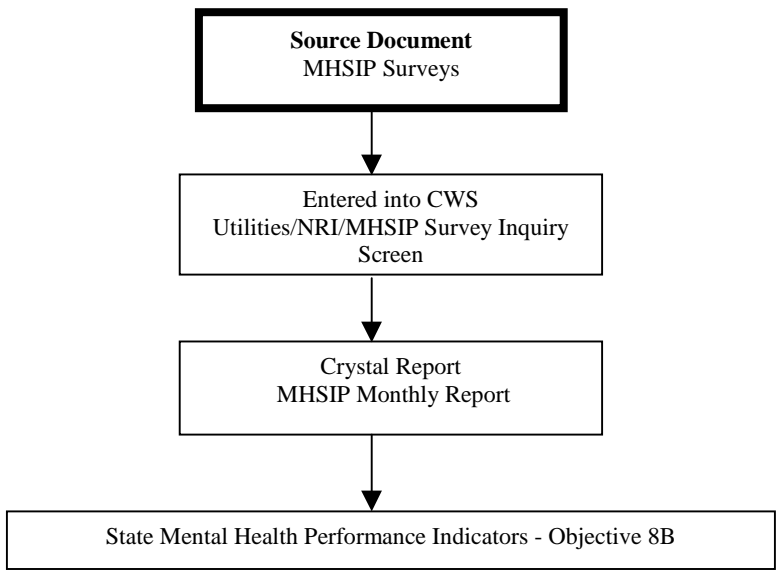 Source Document
MHSIP Surveys
Entered into CWS
Utilities/NRI/MHSIP Survey Inquiry
Screen
Crystal Report
MHSIP Monthly Report
State Mental Health Performance Indicators - Objective 8B